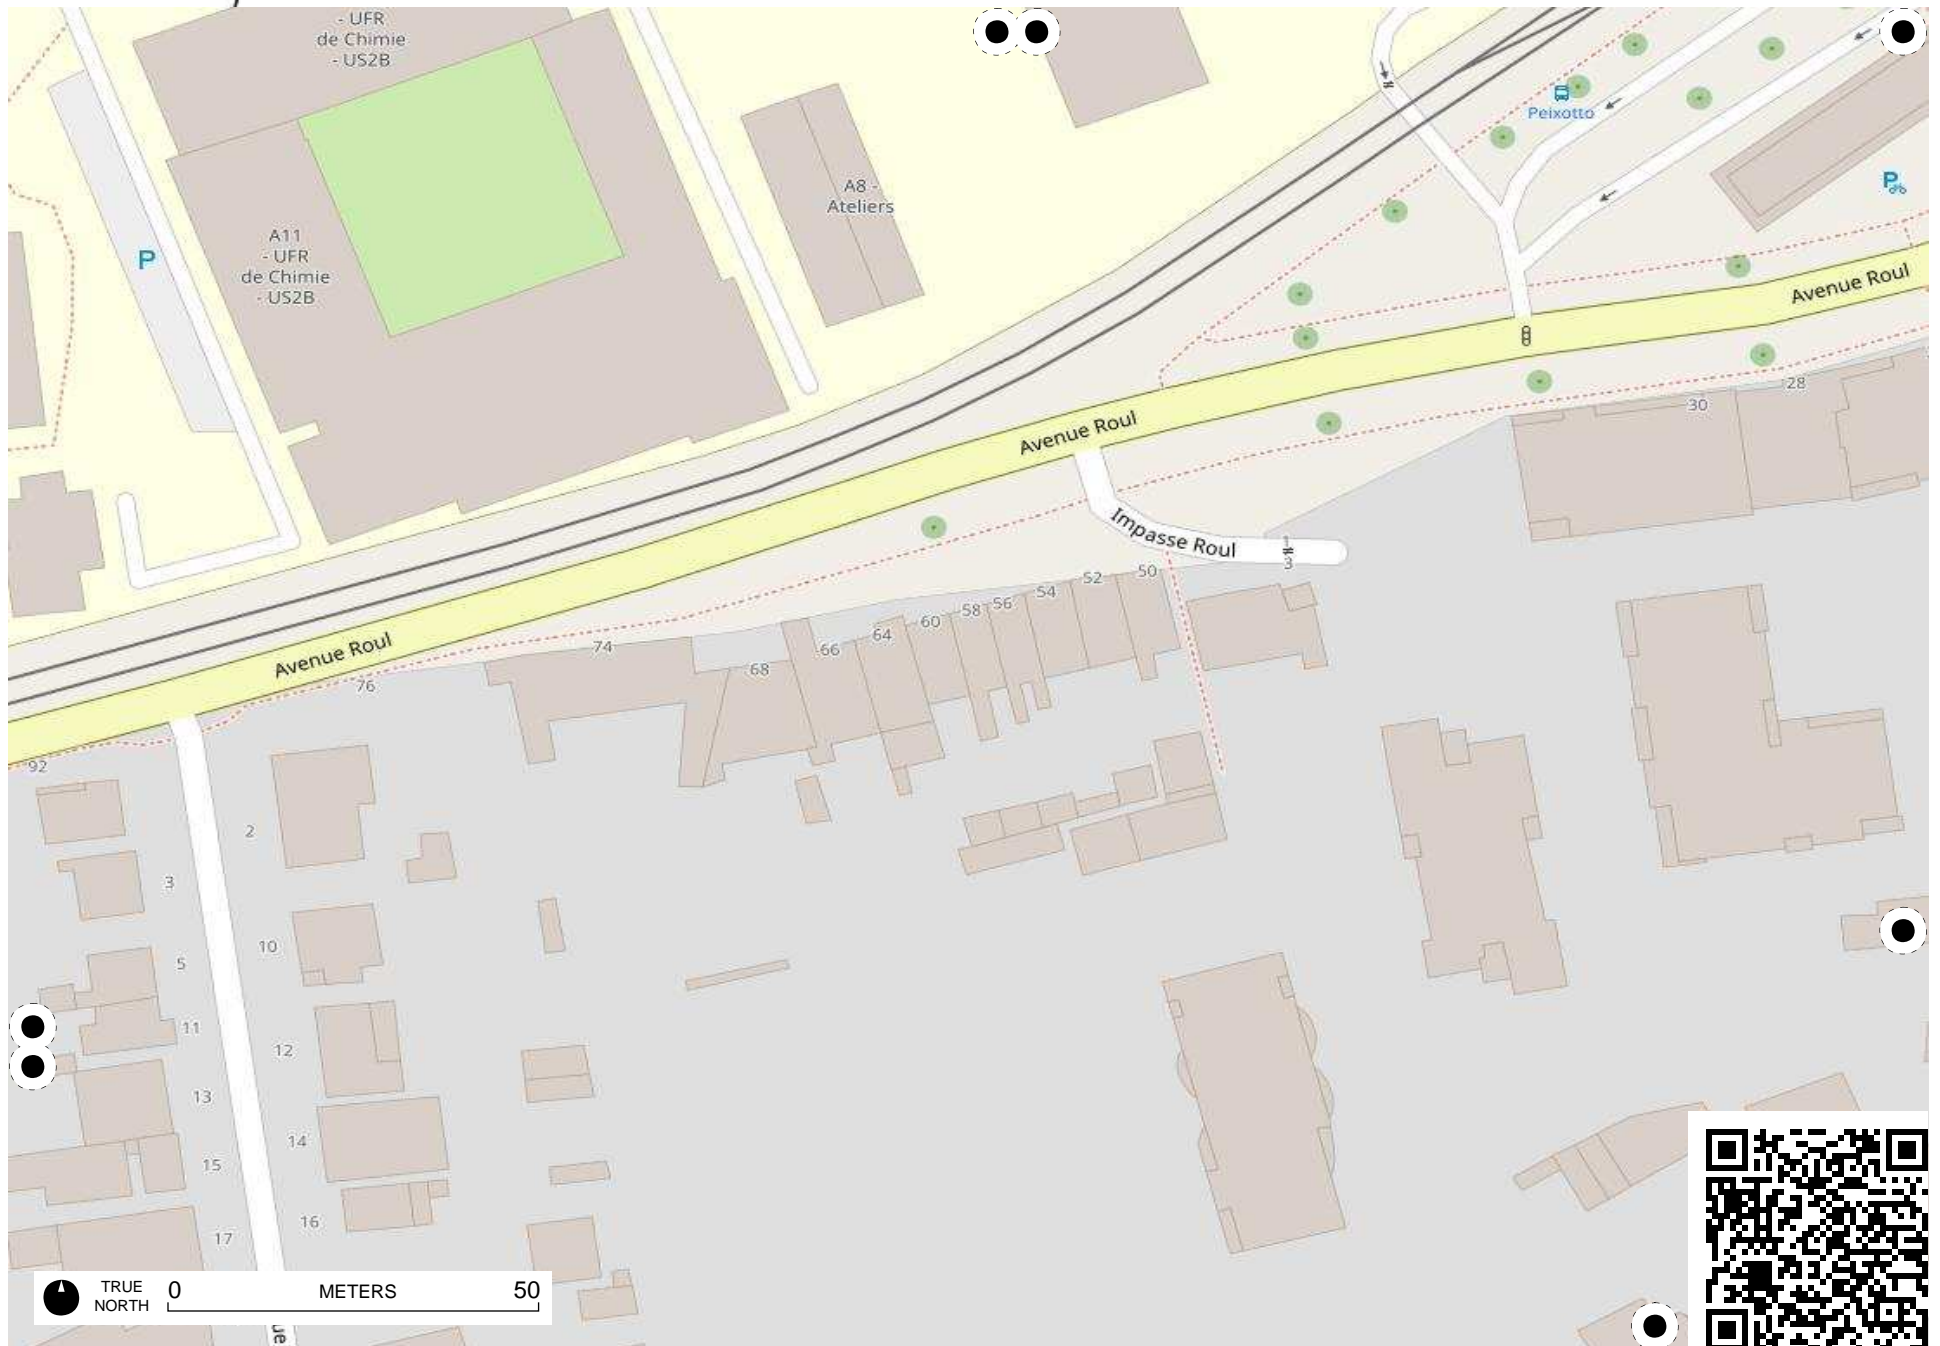 - UFR
de Chimie
- US2B
Peixotto
A8 -
Ateliers
P
A11
- UFR
de Chimie
- US2B
P
Avenue Roul
28
30
Avenue Roul
Impasse Roul
3
50
52
54
56
58
60
64
66
68
74
Avenue Roul
76
92
2
3
10
5
11
12
13
14
15
16
17
TRUE
NORTH
0 METERS 50